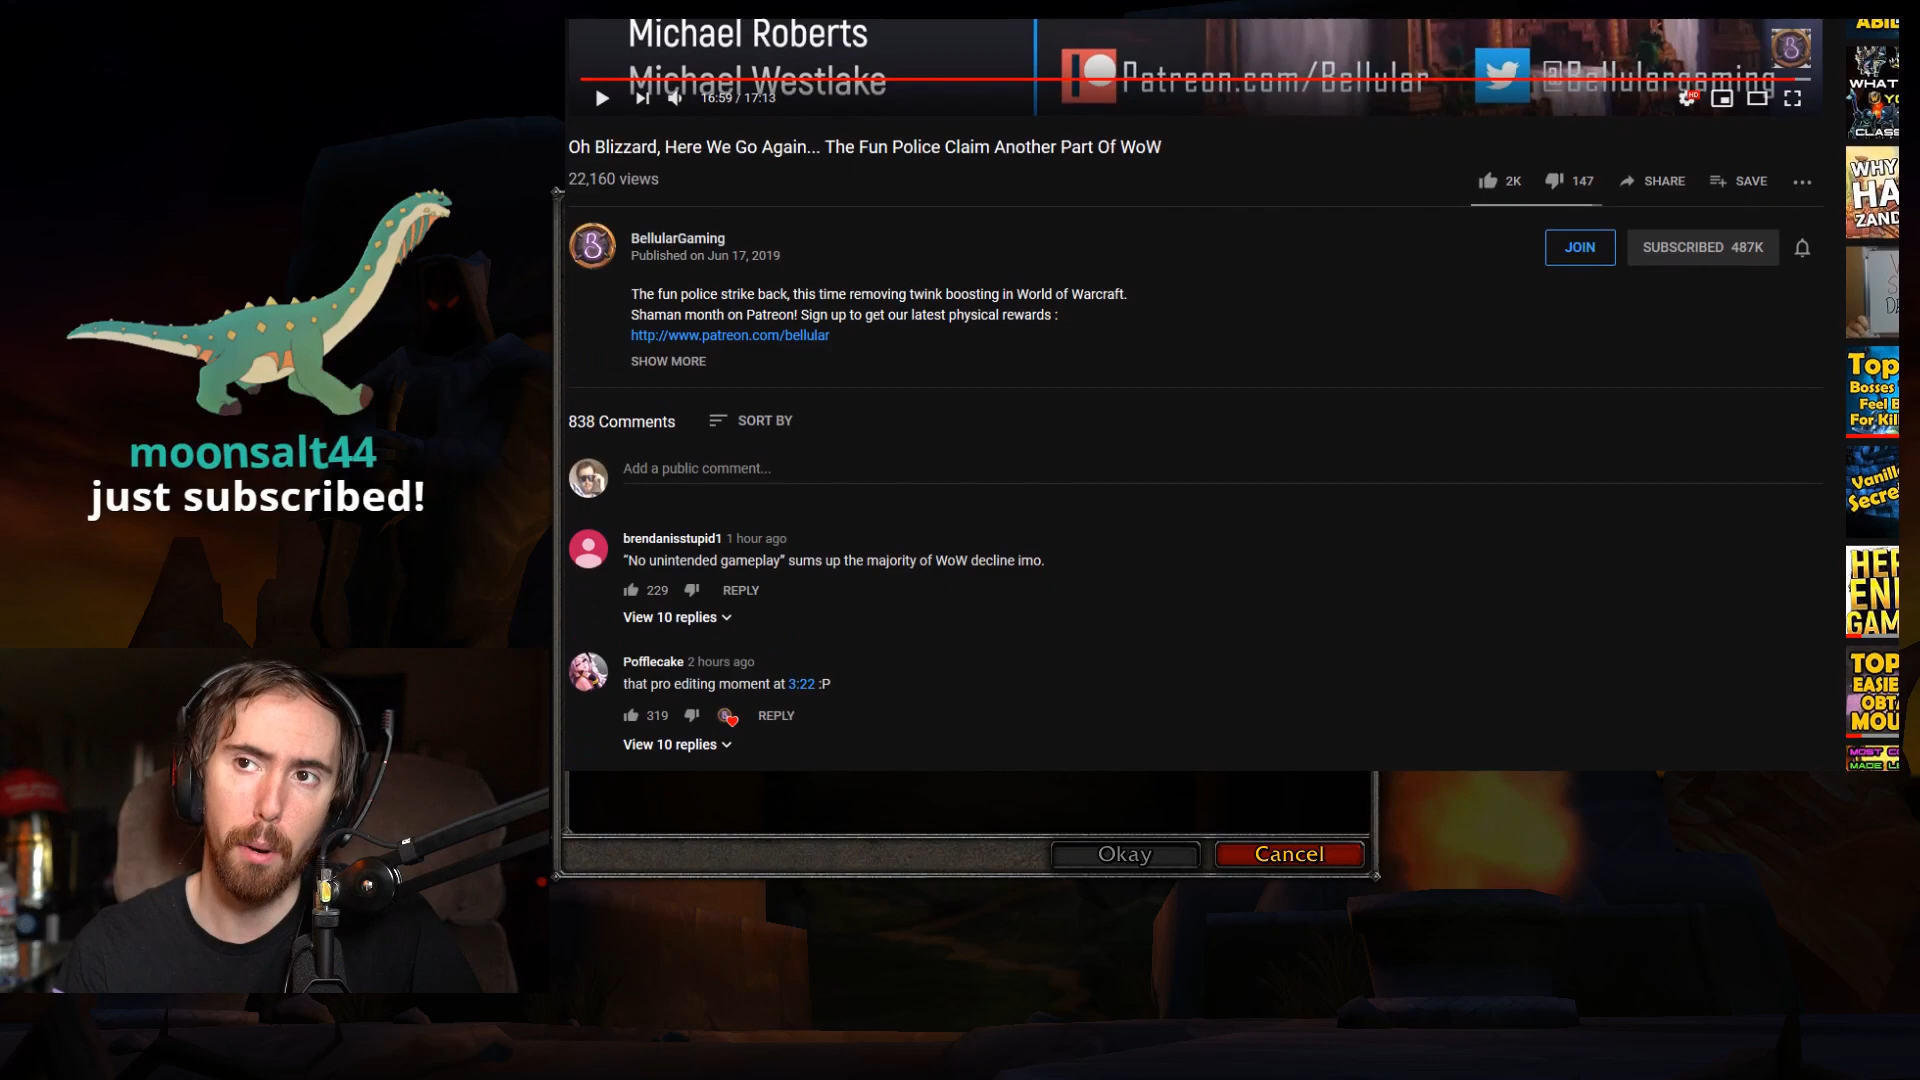 Michael Roberts
Michael Westlake
Patreon.com/Bellular
@Bellulargaming
16:59 / 17:13
HD
Oh Blizzard, Here We Go Again... The Fun Police Claim Another Part Of WoW
22,160 views
2K
147
SHARE
SAVE
BellularGaming
Published on Jun 17, 2019
JOIN
SUBSCRIBED 487K
The fun police strike back, this time removing twink boosting in World of Warcraft.
Shaman month on Patreon! Sign up to get our latest physical rewards :
http://www.patreon.com/bellular
SHOW MORE
838 Comments
SORT BY
Add a public comment...
brendanisstupid1 1 hour ago
“No unintended gameplay” sums up the majority of WoW decline imo.
229
REPLY
View 10 replies
Pofflecake 2 hours ago
that pro editing moment at 3:22 :P
319
REPLY
View 10 replies
Okay
Cancel
moonsalt44
just subscribed!
ABIL
WHAT
YO
CLASS
WHY
HA
ZAND
Top
Bosses
Feel B
For Kil
Vanill
Secre
HER
END
GAM
TOP
EASIE
OBT
MOU
MOST CO
MADE L